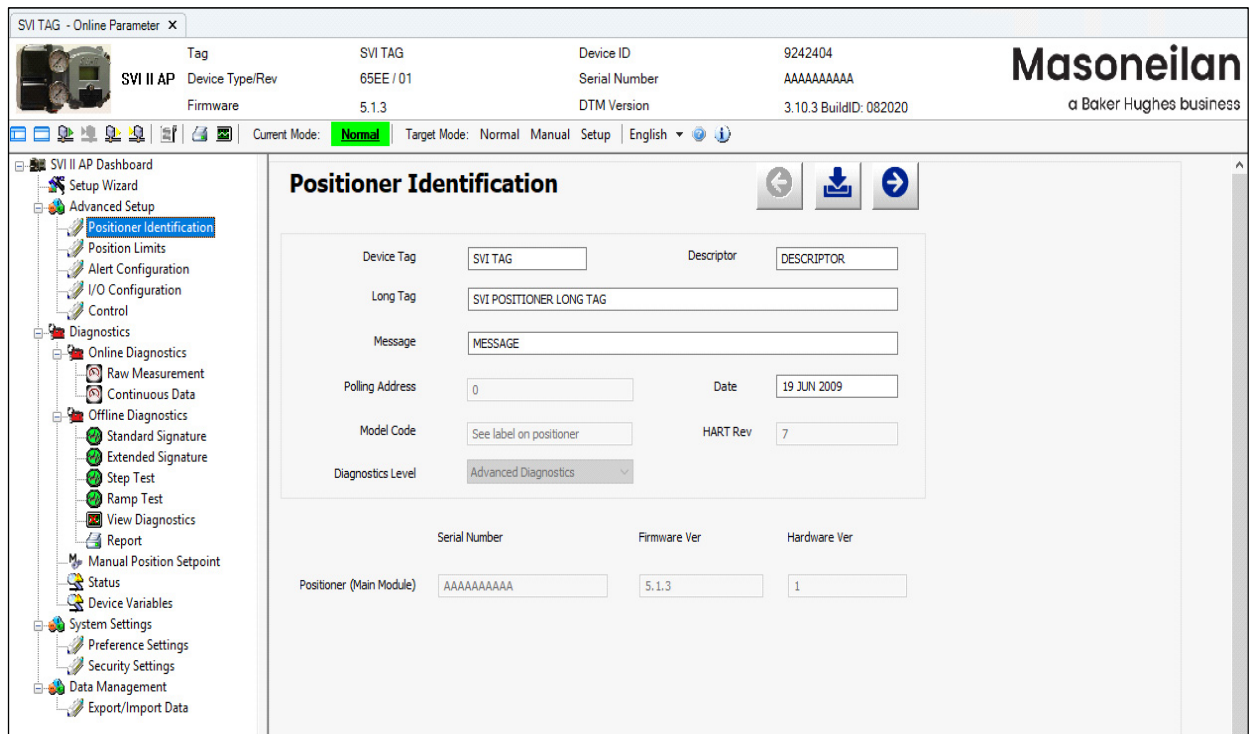 SVI TAG - Online Parameter X
SVI II AP
Tag SVI TAG Device ID 9242404
Device Type/Rev 65EE / 01 Serial Number AAAAAAAAAA
Firmware 5.1.3 DTM Version 3.10.3 BuildID: 082020
Masoneilan
a Baker Hughes business
Current Mode: Normal Target Mode: Normal Manual Setup English
SVI II AP Dashboard
Setup Wizard
Advanced Setup
Positioner Identification
Position Limits
Alert Configuration
I/O Configuration
Control
Diagnostics
Online Diagnostics
Raw Measurement
Continuous Data
Offline Diagnostics
Standard Signature
Extended Signature
Step Test
Ramp Test
View Diagnostics
Report
Manual Position Setpoint
Status
Device Variables
System Settings
Preference Settings
Security Settings
Data Management
Export/Import Data
Positioner Identification
Device Tag SVI TAG Descriptor DESCRIPTOR
Long Tag SVI POSITIONER LONG TAG
Message MESSAGE
Polling Address 0 Date 19 JUN 2009
Model Code See label on positioner HART Rev 7
Diagnostics Level Advanced Diagnostics
Serial Number Firmware Ver Hardware Ver
Positioner (Main Module) AAAAAAAAAA 5.1.3 1